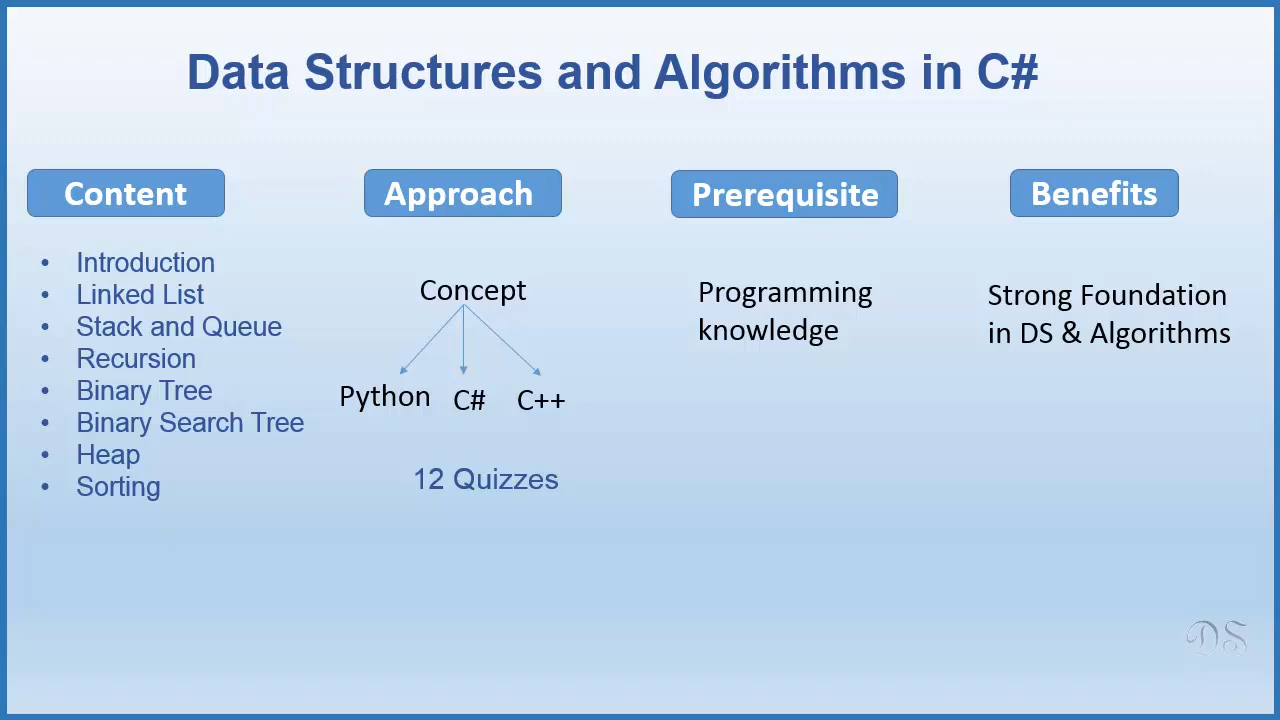 Data Structures and Algorithms in C#
Content
• Introduction
• Linked List
• Stack and Queue
• Recursion
• Binary Tree
• Binary Search Tree
• Heap
• Sorting
Approach
Concept
Python C# C++
12 Quizzes
Prerequisite
Programming
knowledge
Benefits
Strong Foundation
in DS & Algorithms
DS